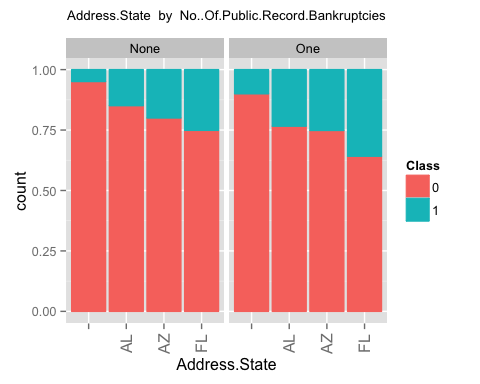 Address.State by No..Of.Public.Record.Bankruptcies
None One
1.00
0.75
0.50
0.25
0.00
count
AL AZ FL AL AZ FL
Address.State
Class
0
1